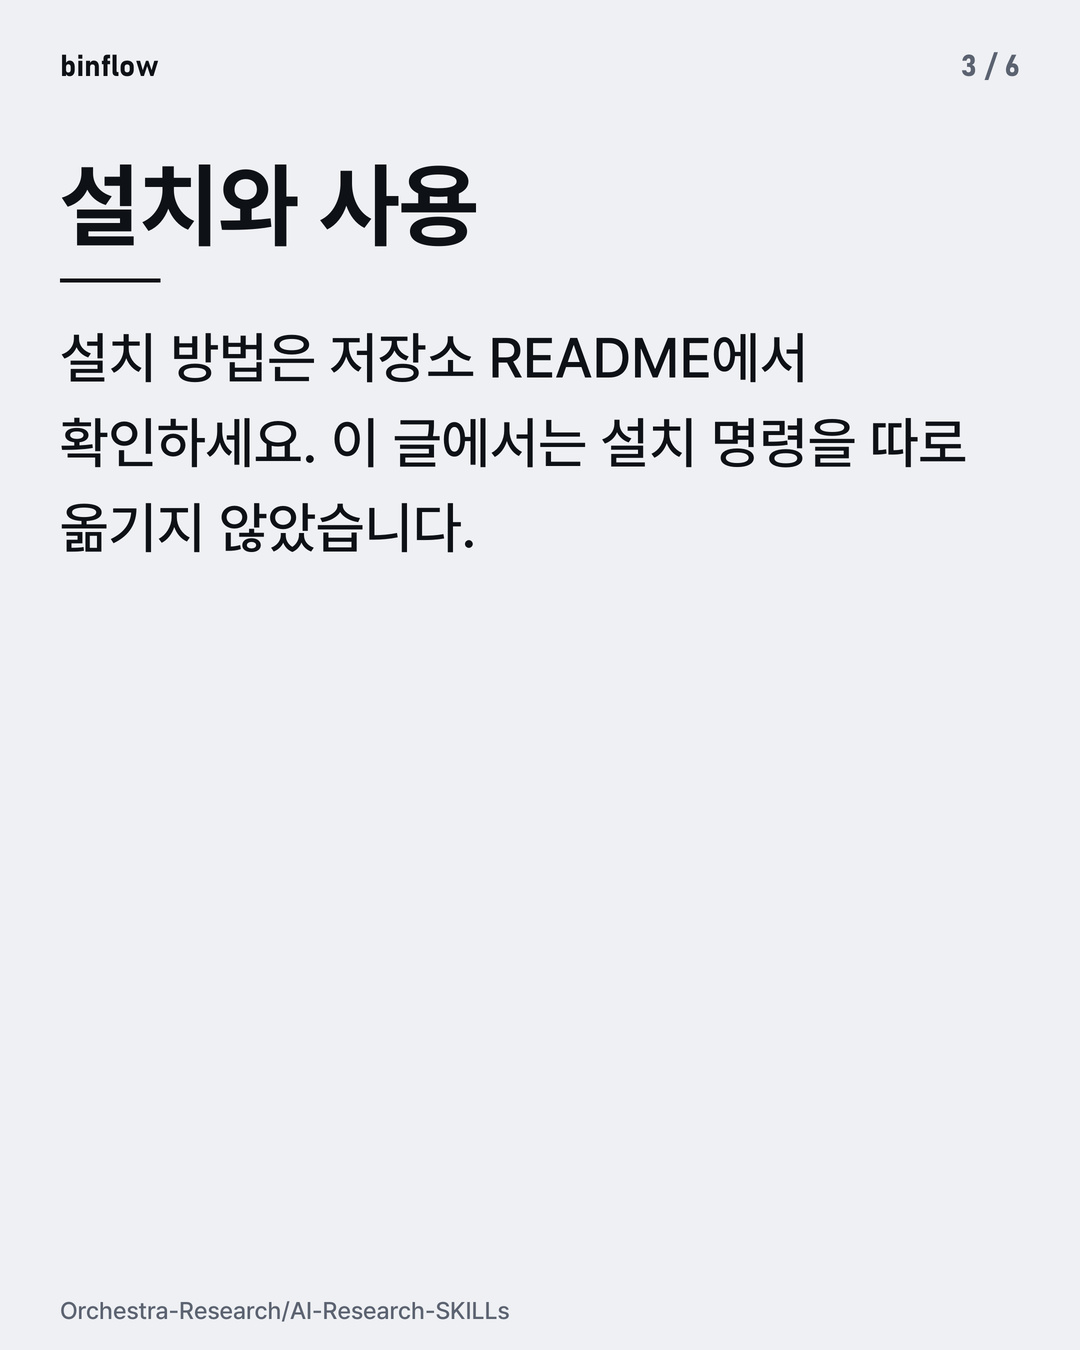 binflow
3 / 6
설치와 사용
설치 방법은 저장소 README에서
확인하세요. 이 글에서는 설치 명령을 따로
옮기지 않았습니다.
Orchestra-Research/AI-Research-SKILLs